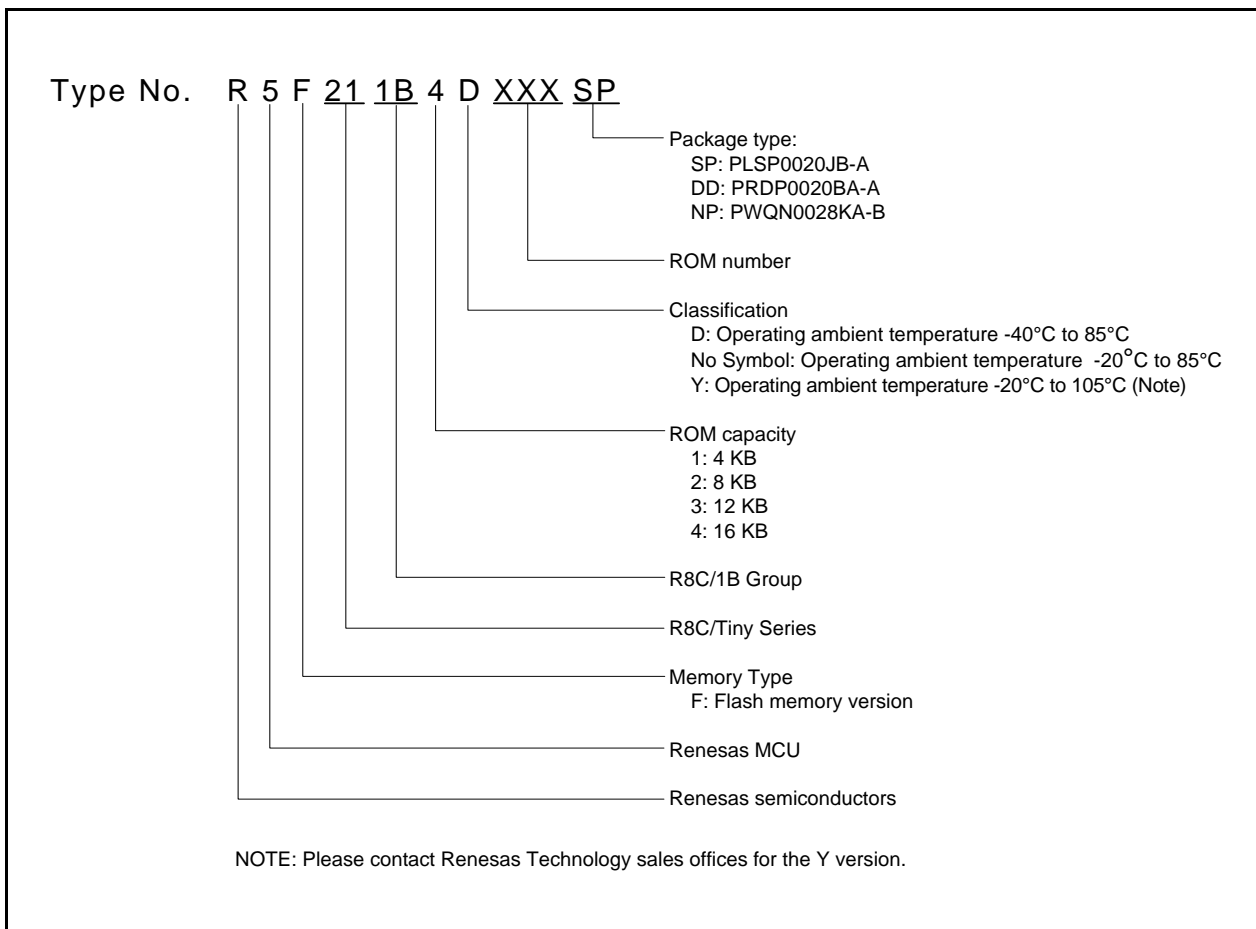 Type No. R 5 F 21 1B 4 D XXX SP
Package type:
SP: PLSP0020JB-A
DD: PRDP0020BA-A
NP: PWQN0028KA-B
ROM number
Classification
D: Operating ambient temperature -40°C to 85°C
No Symbol: Operating ambient temperature -20°C to 85°C
Y: Operating ambient temperature -20°C to 105°C (Note)
ROM capacity
1: 4 KB
2: 8 KB
3: 12 KB
4: 16 KB
R8C/1B Group
R8C/Tiny Series
Memory Type
F: Flash memory version
Renesas MCU
Renesas semiconductors
NOTE: Please contact Renesas Technology sales offices for the Y version.